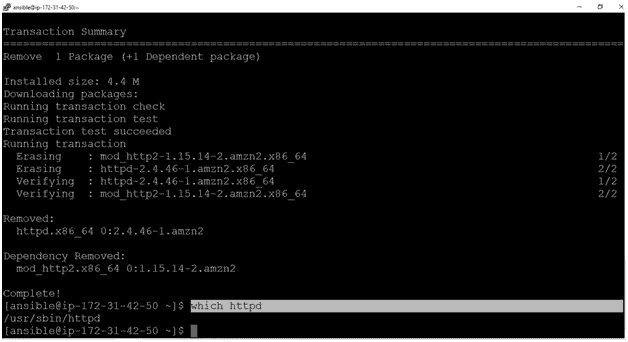 ansible@ip-172-31-42-50:~
Transaction Summary
================================================================================
Remove  1 Package (+1 Dependent package)
Installed size: 4.4 M
Downloading packages:
Running transaction check
Running transaction test
Transaction test succeeded
Running transaction
  Erasing    : mod_http2-1.15.14-2.amzn2.x86_64    1/2
  Erasing    : httpd-2.4.46-1.amzn2.x86_64    2/2
  Verifying  : httpd-2.4.46-1.amzn2.x86_64    1/2
  Verifying  : mod_http2-1.15.14-2.amzn2.x86_64    2/2
Removed:
  httpd.x86_64 0:2.4.46-1.amzn2
Dependency Removed:
  mod_http2.x86_64 0:1.15.14-2.amzn2
Complete!
[ansible@ip-172-31-42-50 ~]$ which httpd
/usr/sbin/httpd
[ansible@ip-172-31-42-50 ~]$